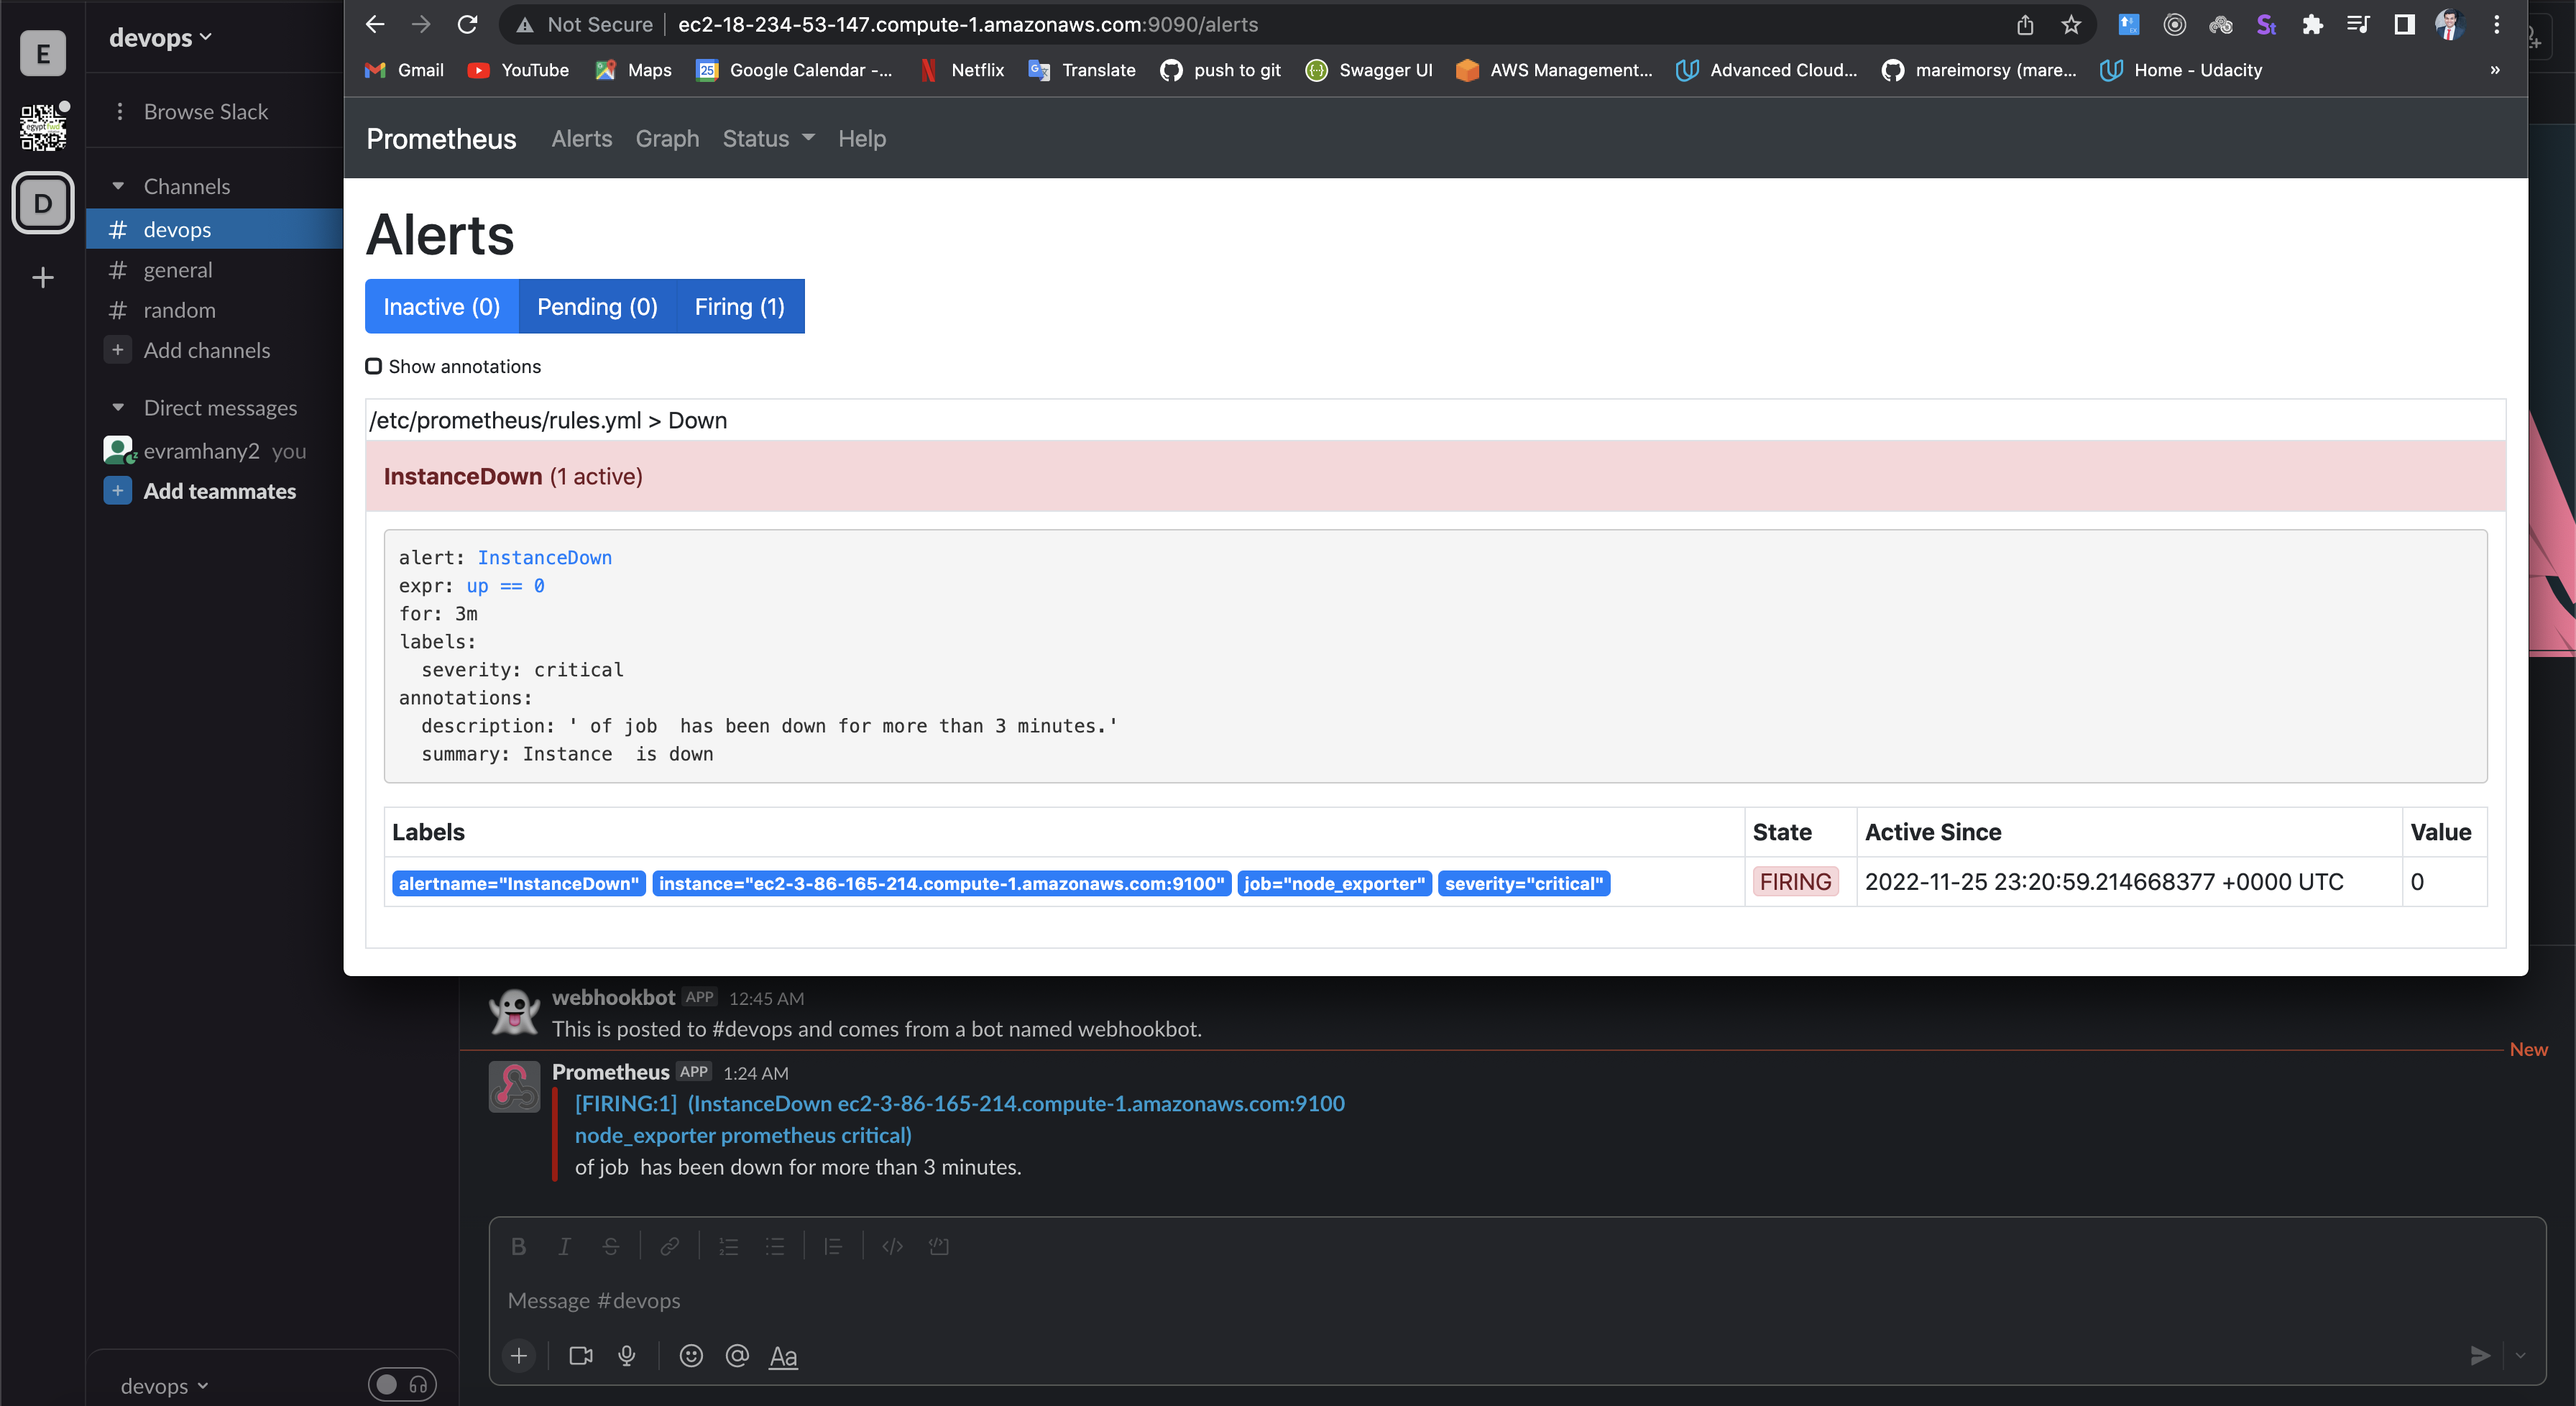 E
devops
Browse Slack
Channels
D
# devops
# general
# random
+ Add channels
Direct messages
evramhany2 you
+ Add teammates
devops
Not Secure | ec2-18-234-53-147.compute-1.amazonaws.com:9090/alerts
Gmail YouTube Maps 25 Google Calendar -... Netflix Translate push to git Swagger UI AWS Management... Advanced Cloud... mareimorsy (mare... Home - Udacity »
Prometheus Alerts Graph Status Help
Alerts
Inactive (0) Pending (0) Firing (1)
Show annotations
/etc/prometheus/rules.yml > Down
InstanceDown (1 active)
alert: InstanceDown
expr: up == 0
for: 3m
labels:
severity: critical
annotations:
description: ' of job  has been down for more than 3 minutes.'
summary: Instance  is down
Labels State Active Since Value
alertname="InstanceDown" instance="ec2-3-86-165-214.compute-1.amazonaws.com:9100" job="node_exporter" severity="critical" FIRING 2022-11-25 23:20:59.214668377 +0000 UTC 0
webhookbot APP 12:45 AM
This is posted to #devops and comes from a bot named webhookbot.
New
Prometheus APP 1:24 AM
[FIRING:1] (InstanceDown ec2-3-86-165-214.compute-1.amazonaws.com:9100
node_exporter prometheus critical)
of job  has been down for more than 3 minutes.
B I S
Message #devops
Aa